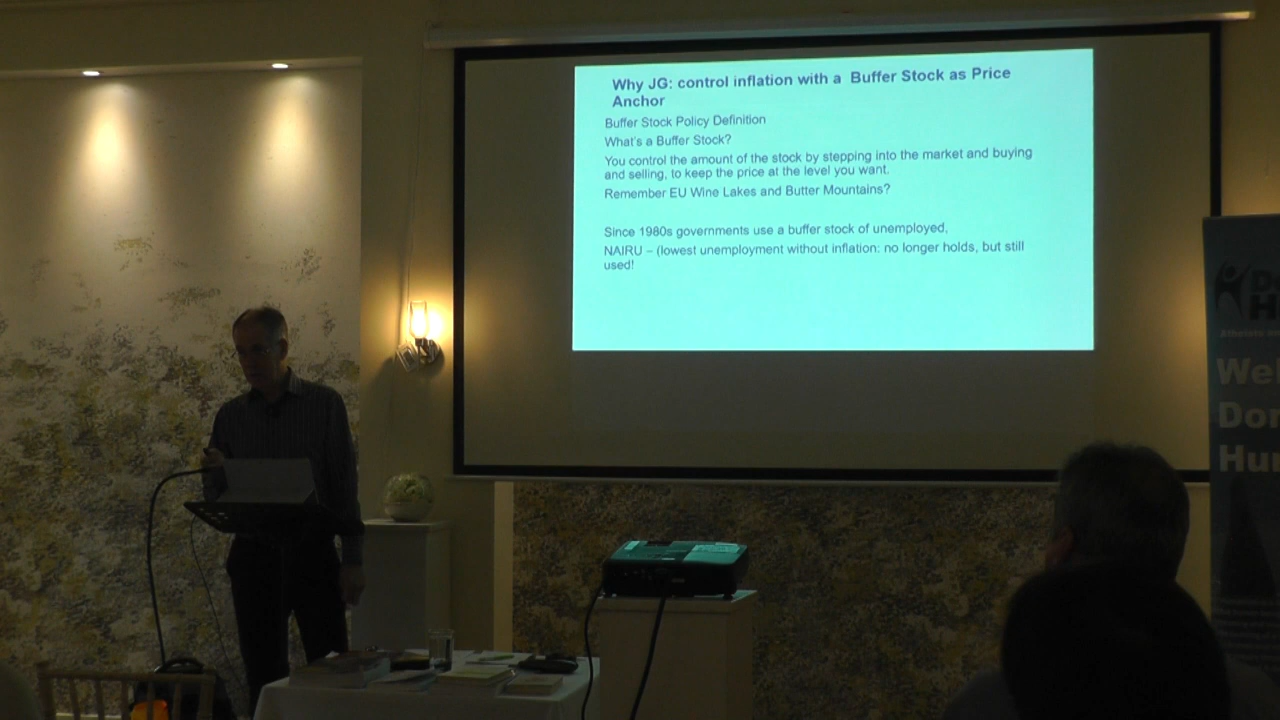 Why JG: control inflation with a Buffer Stock as Price
Anchor
Buffer Stock Policy Definition
What's a Buffer Stock?
You control the amount of the stock by stepping into the market and buying
and selling, to keep the price at the level you want.
Remember EU Wine Lakes and Butter Mountains?
Since 1980s governments use a buffer stock of unemployed,
NAIRU – (lowest unemployment without inflation: no longer holds, but still
used!